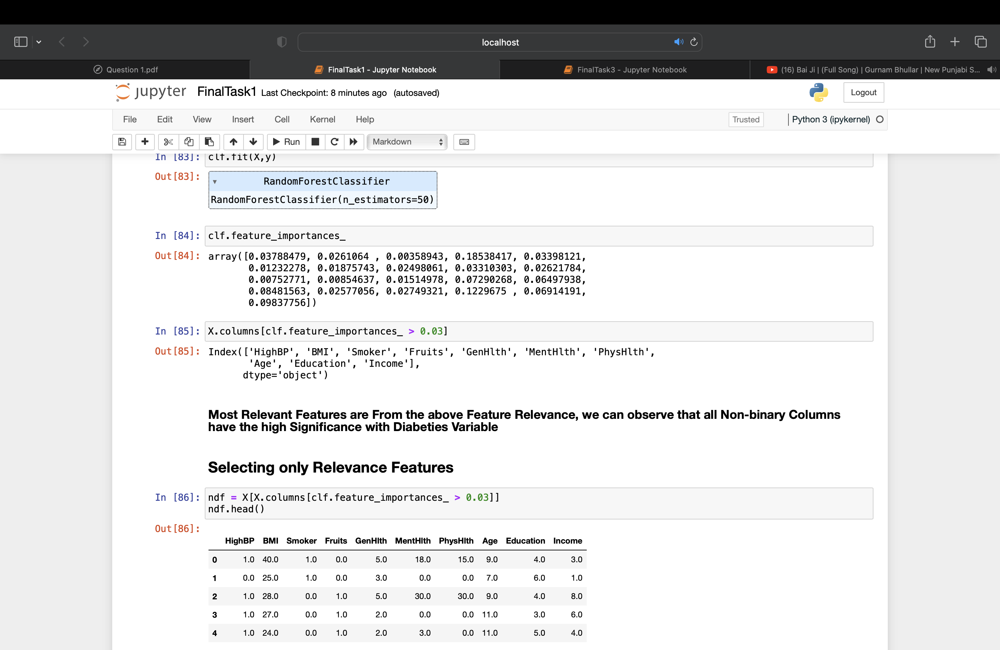 localhost
Question 1.pdf
FinalTask1 - Jupyter Notebook
FinalTask3 - Jupyter Notebook
(16) Bai Ji | (Full Song) | Gurnam Bhullar | New Punjabi S...
jupyter FinalTask1 Last Checkpoint: 8 minutes ago (autosaved)
Logout
File Edit View Insert Cell Kernel Help
Trusted
Python 3 (ipykernel)
Run
Markdown
In [83]: clf.fit(X,y)
Out[83]:
RandomForestClassifier
RandomForestClassifier(n_estimators=50)
In [84]: clf.feature_importances_
Out[84]: array([0.03788479, 0.0261064 , 0.00358943, 0.18538417, 0.03398121,
0.01232278, 0.01875743, 0.02498061, 0.03310303, 0.02621784,
0.00752771, 0.00854637, 0.01514978, 0.07290268, 0.06497938,
0.08481563, 0.02577056, 0.02749321, 0.1229675 , 0.06914191,
0.09837756])
In [85]: X.columns[clf.feature_importances_ > 0.03]
Out[85]: Index(['HighBP', 'BMI', 'Smoker', 'Fruits', 'GenHlth', 'MentHlth', 'PhysHlth',
'Age', 'Education', 'Income'],
dtype='object')
Most Relevant Features are From the above Feature Relevance, we can observe that all Non-binary Columns
have the high Significance with Diabeties Variable
Selecting only Relevance Features
In [86]: ndf = X[X.columns[clf.feature_importances_ > 0.03]]
ndf.head()
Out[86]:
HighBP BMI Smoker Fruits GenHlth MentHlth PhysHlth Age Education Income
0 1.0 40.0 1.0 0.0 5.0 18.0 15.0 9.0 4.0 3.0
1 0.0 25.0 1.0 0.0 3.0 0.0 0.0 7.0 6.0 1.0
2 1.0 28.0 0.0 1.0 5.0 30.0 30.0 9.0 4.0 8.0
3 1.0 27.0 0.0 1.0 2.0 0.0 0.0 11.0 3.0 6.0
4 1.0 24.0 0.0 1.0 2.0 3.0 0.0 11.0 5.0 4.0